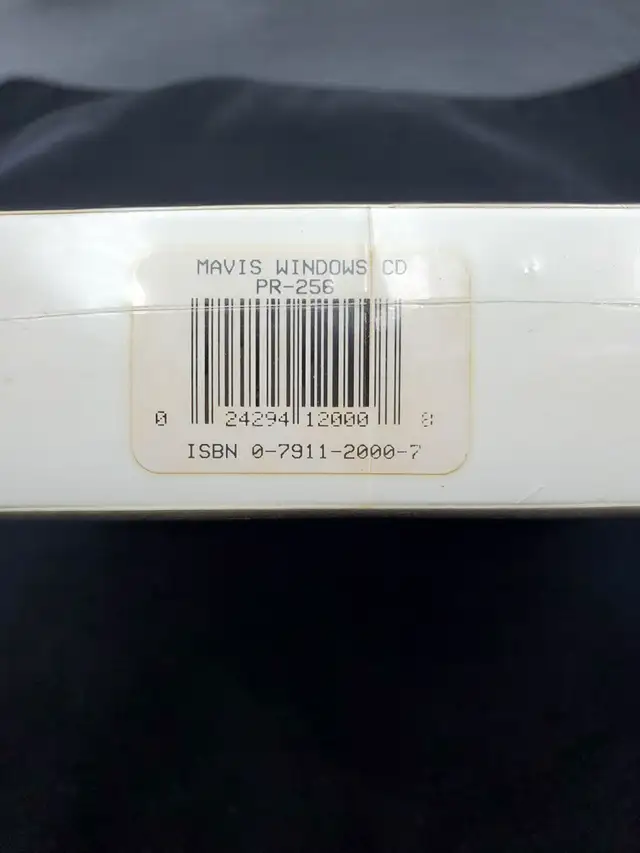 MAVIS WINDOWS CD
PR-256
0 24294 12000 8
ISBN 0-7911-2000-7